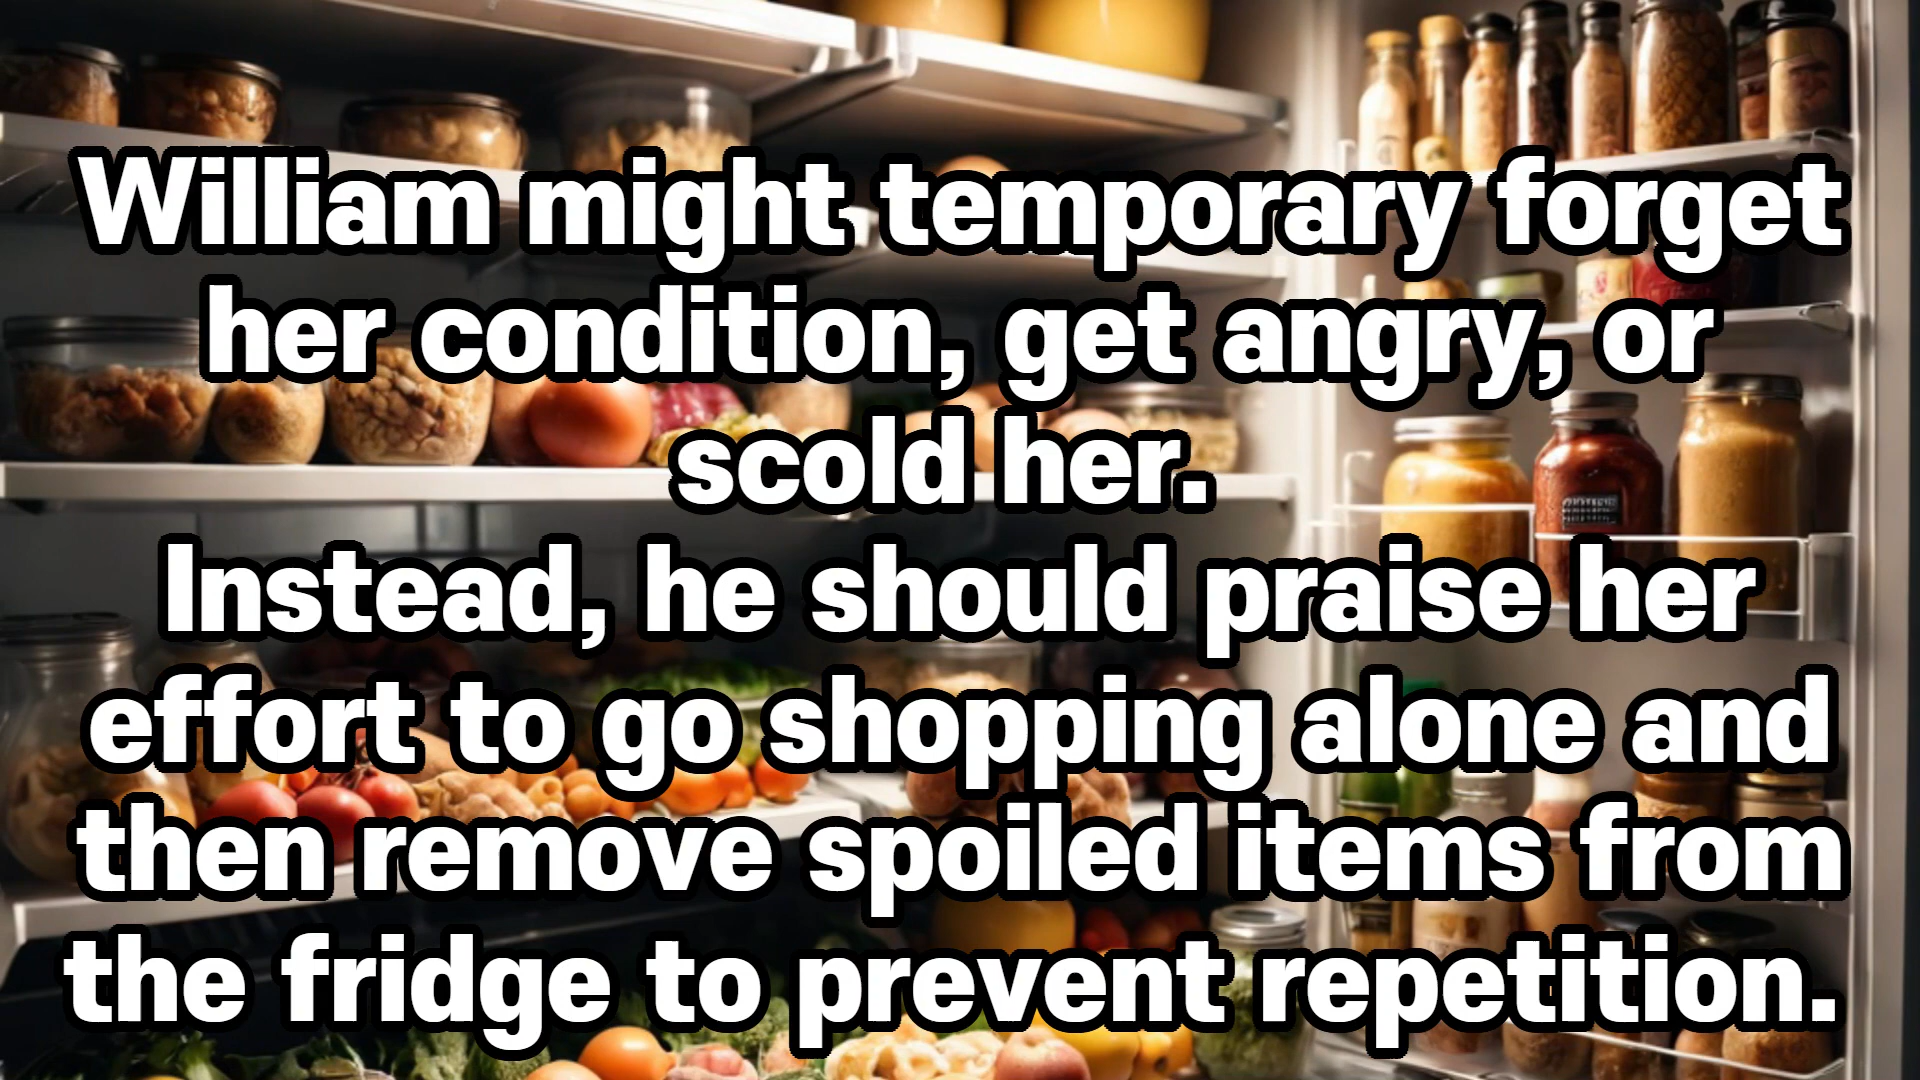 William might temporary forget
her condition, get angry, or
scold her.
Instead, he should praise her
effort to go shopping alone and
then remove spoiled items from
the fridge to prevent repetition.